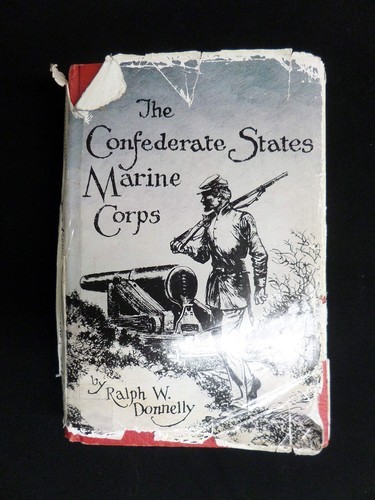 The
Confederate States
Marine
Corps
by Ralph W.
Donnelly